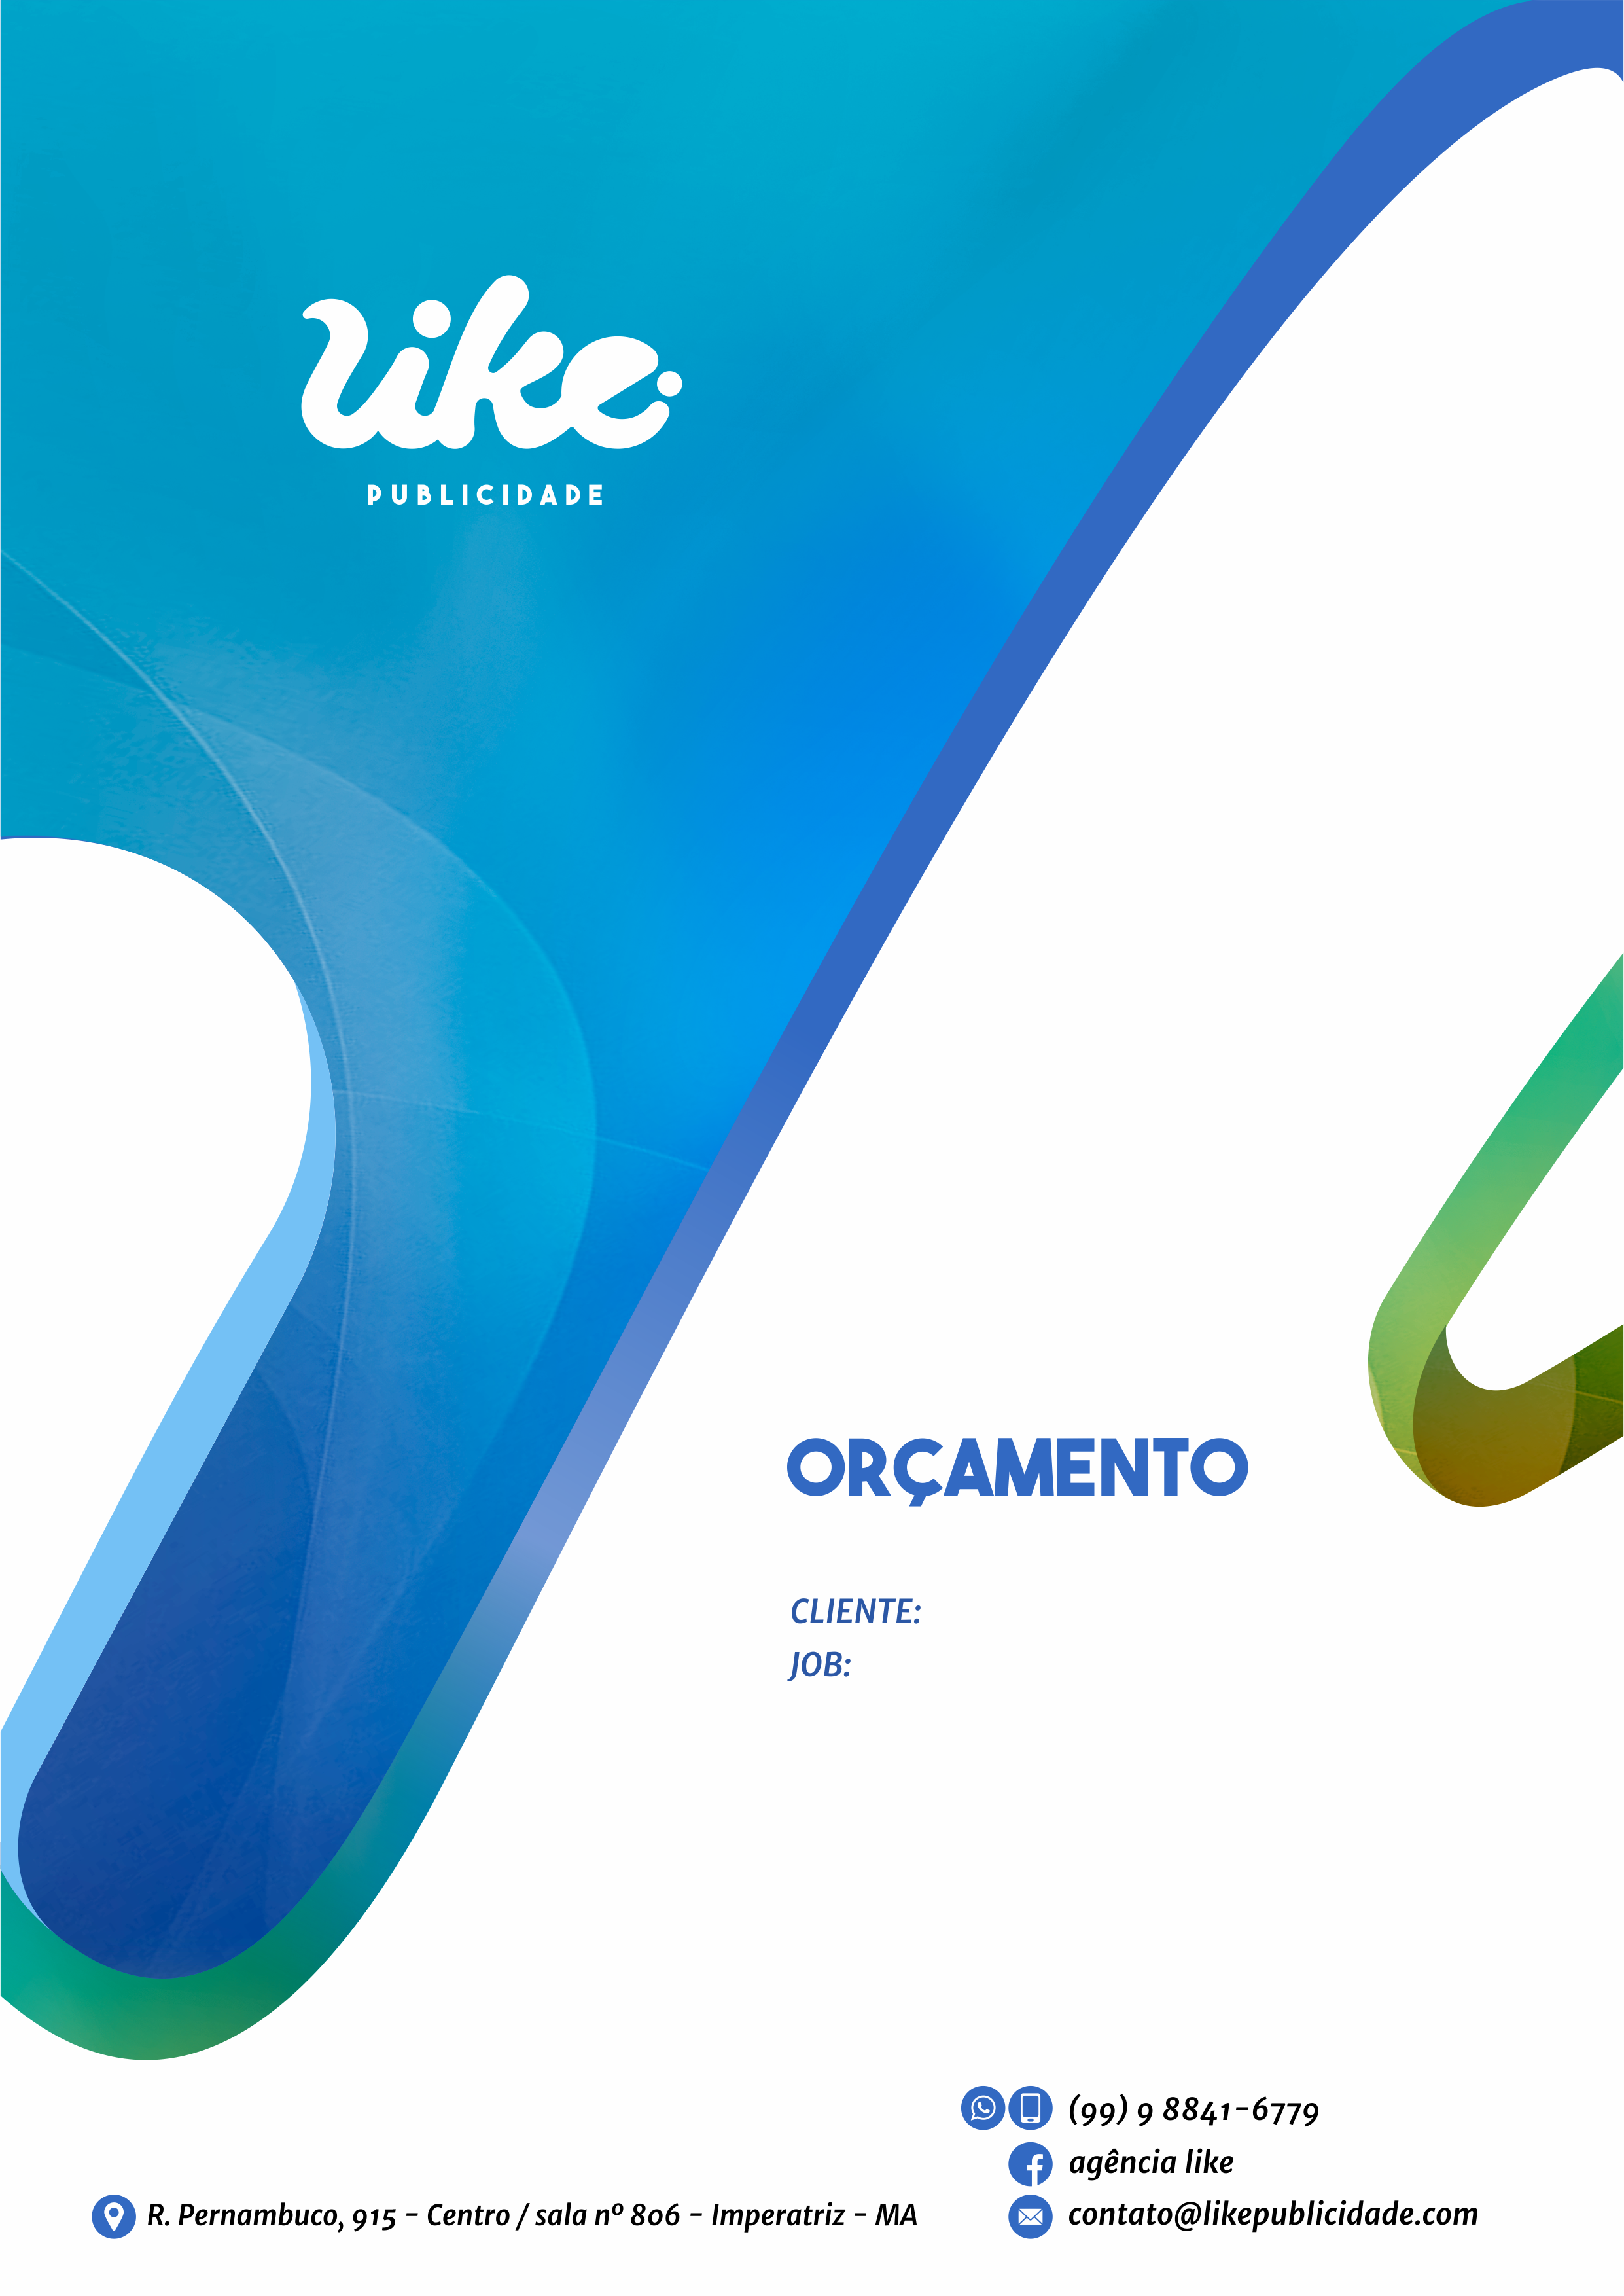 like
PUBLICIDADE
ORÇAMENTO
CLIENTE:
JOB:
(99) 9 8841-6779
agência like
R. Pernambuco, 915 - Centro / sala nº 806 - Imperatriz - MA
contato@likepublicidade.com